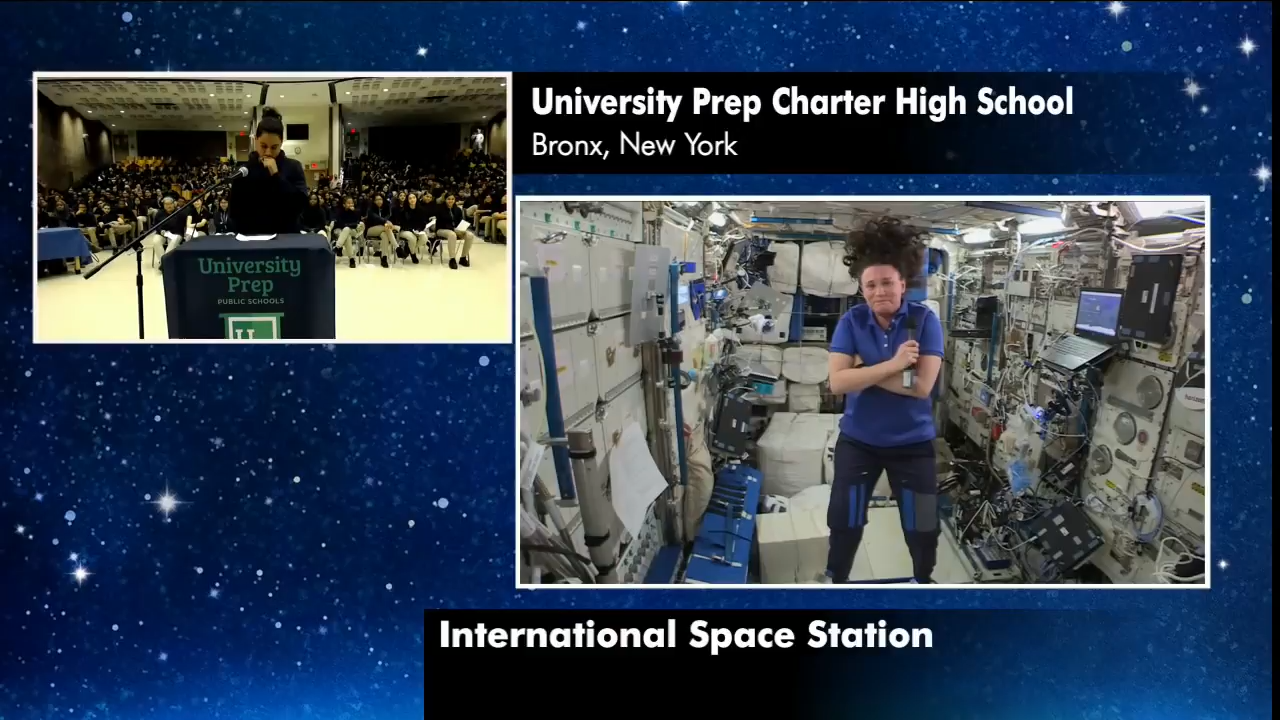 University Prep Charter High School
Bronx, New York
University
Prep
PUBLIC SCHOOLS
International Space Station